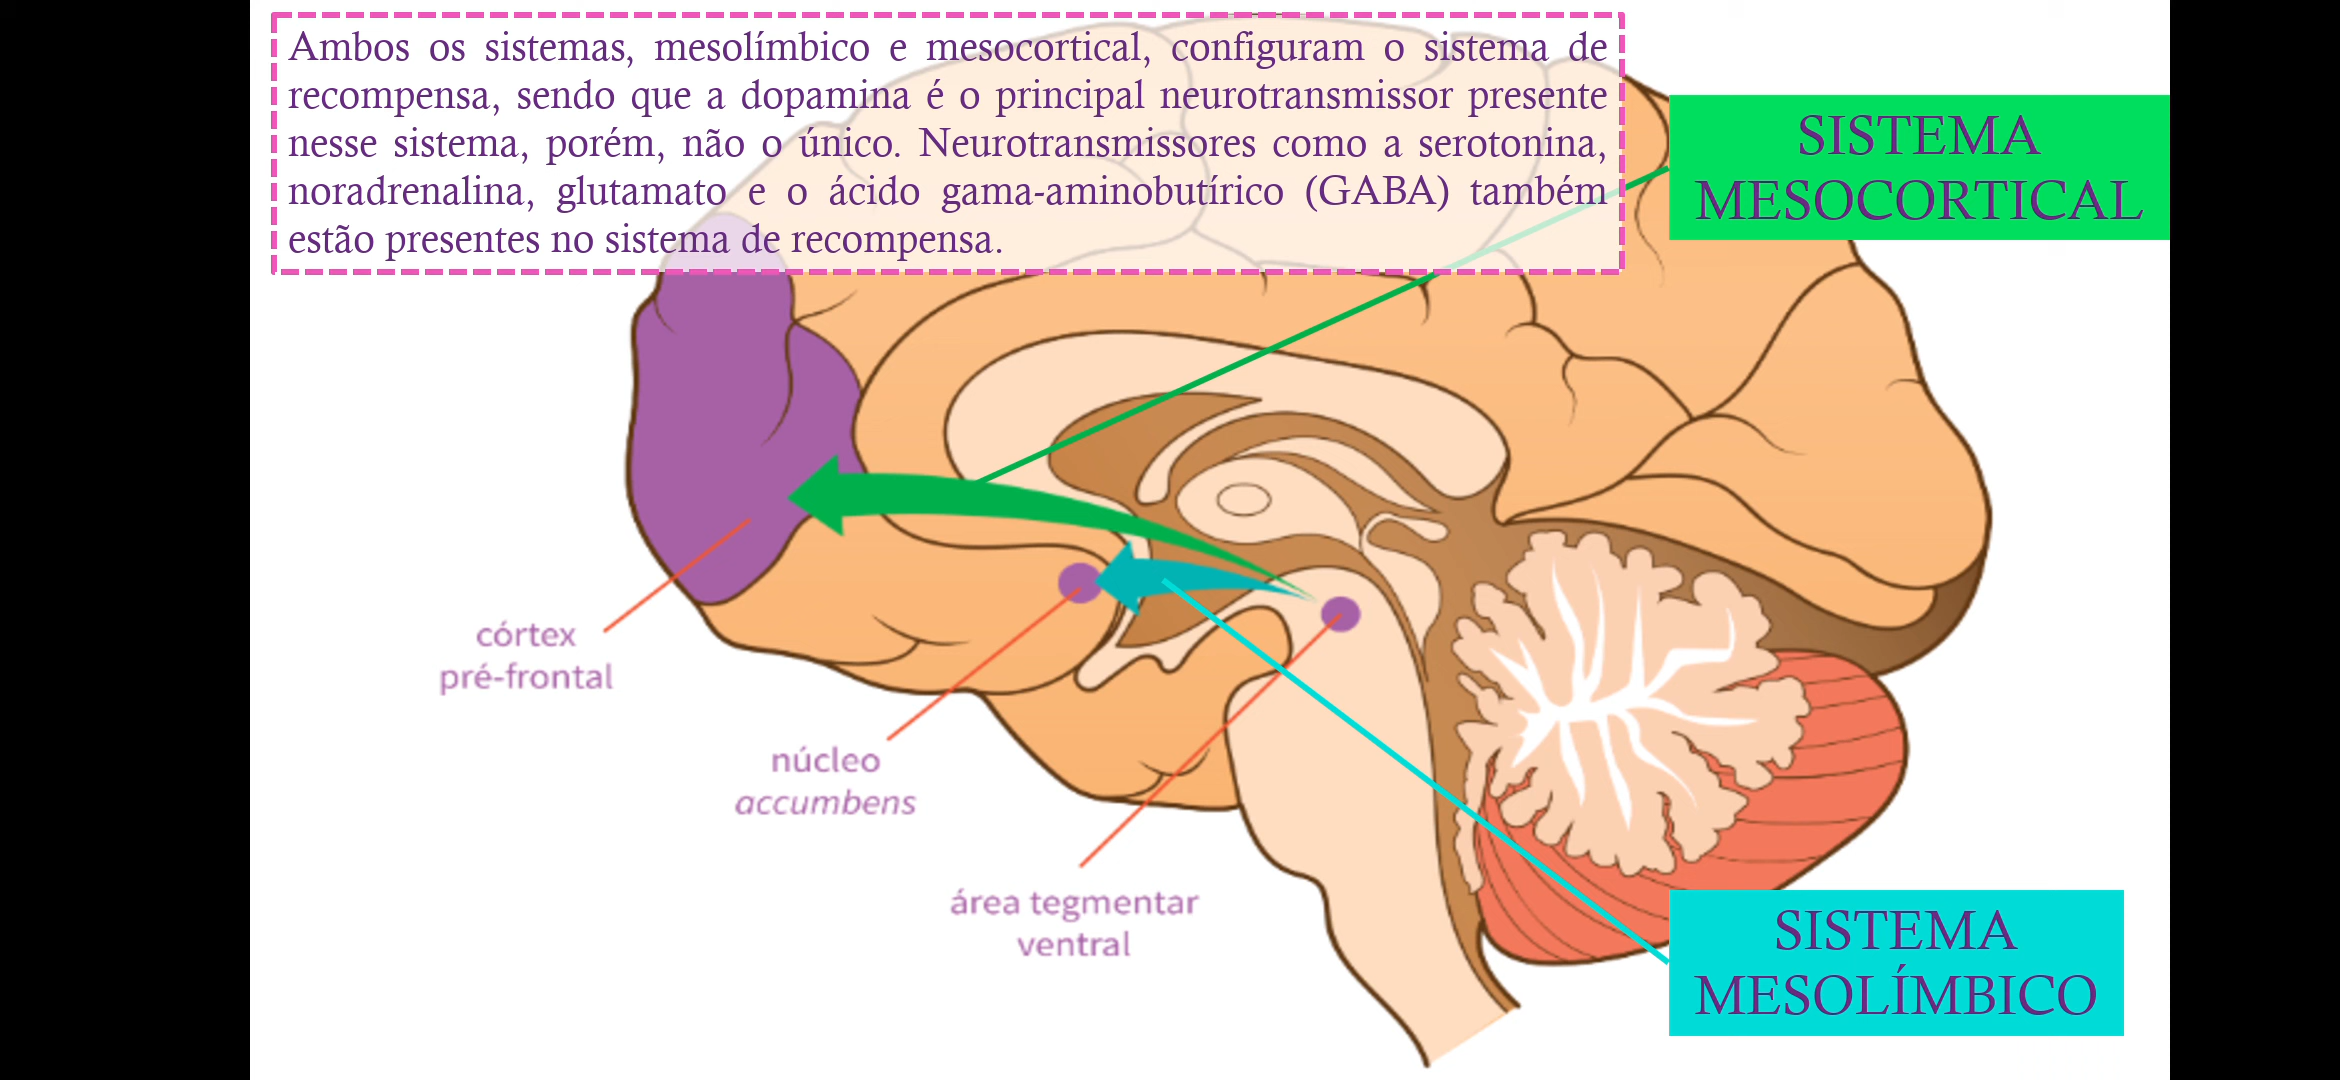 Ambos os sistemas, mesolímbico e mesocortical, configuram o sistema de
recompensa, sendo que a dopamina é o principal neurotransmissor presente
nesse sistema, porém, não o único. Neurotransmissores como a serotonina,
noradrenalina, glutamato e o ácido gama-aminobutírico (GABA) também
estão presentes no sistema de recompensa.
SISTEMA
MESOCORTICAL
córtex
pré-frontal
núcleo
accumbens
área tegmentar
ventral
SISTEMA
MESOLÍMBICO